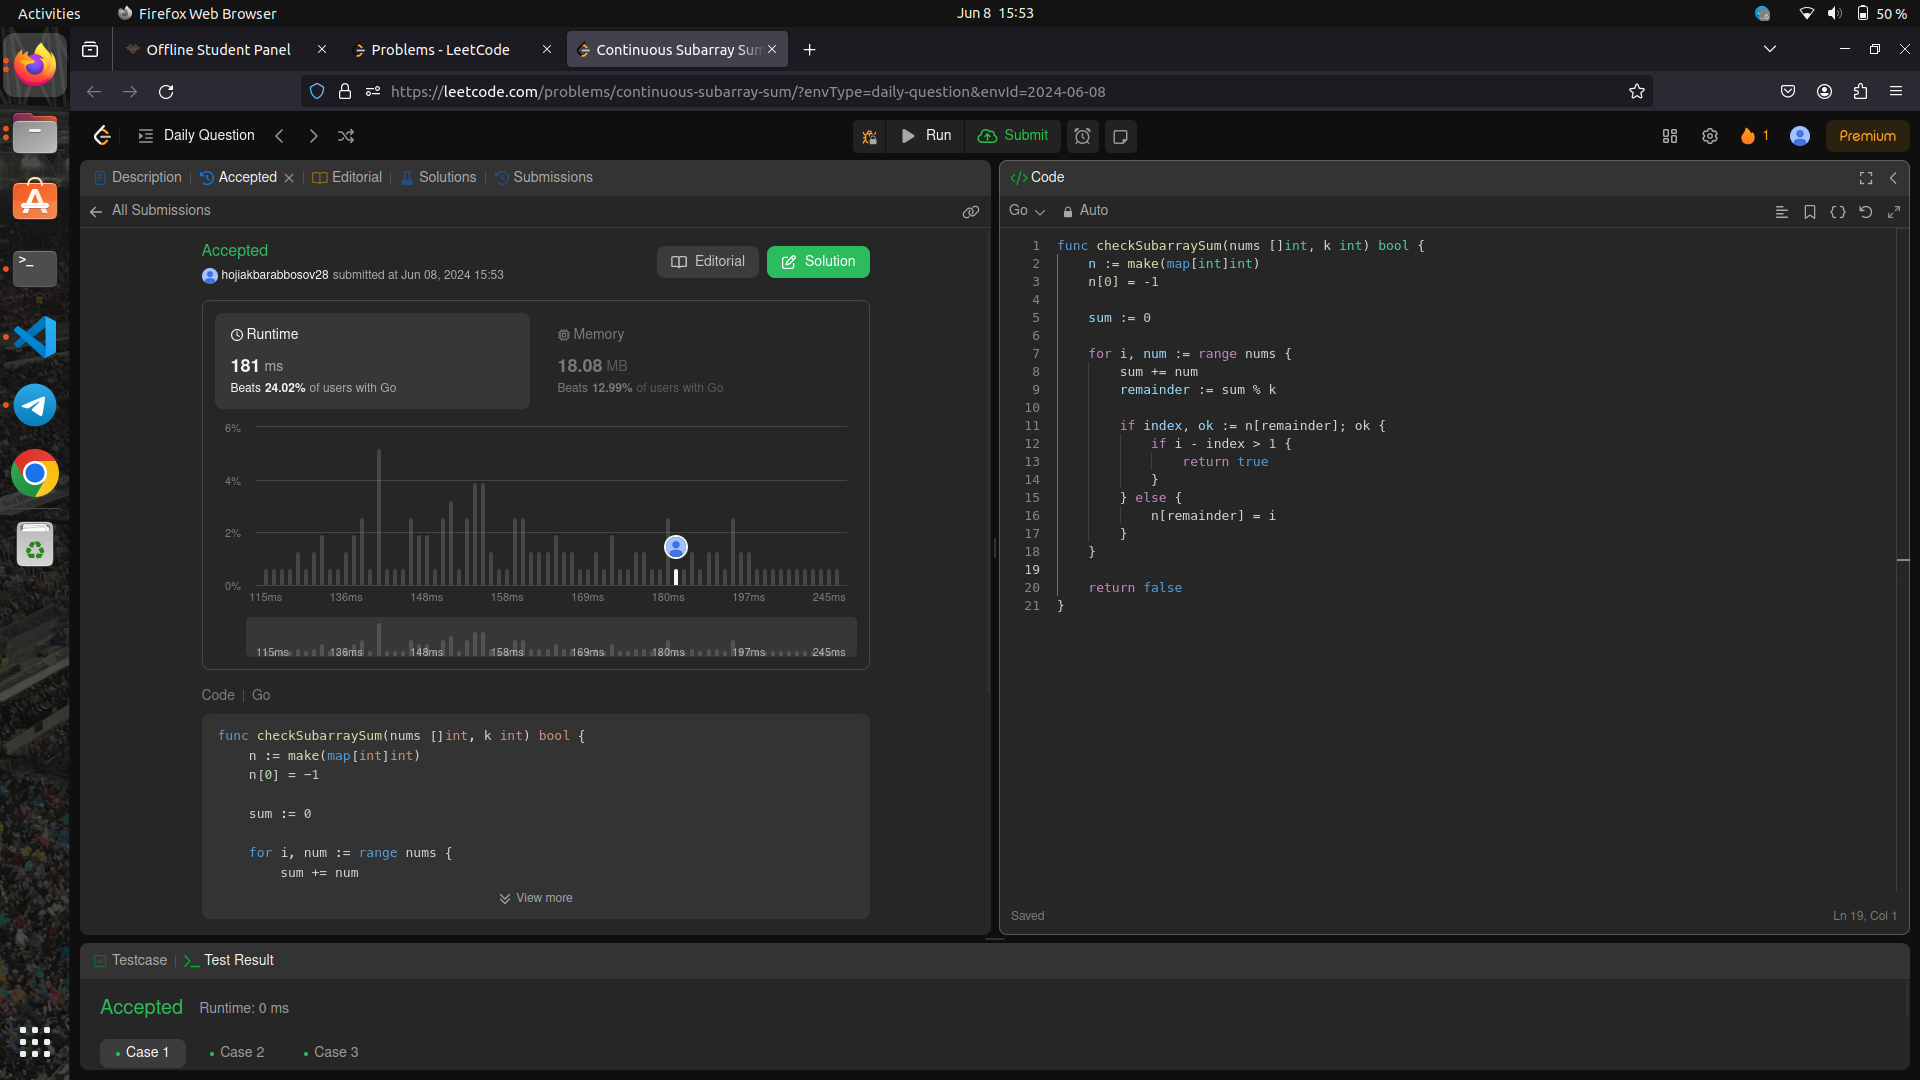 Activities
Firefox Web Browser
Jun 8 15:53
50 %
Offline Student Panel
Problems - LeetCode
Continuous Subarray Sum
https://leetcode.com/problems/continuous-subarray-sum/?envType=daily-question&envId=2024-06-08
Daily Question
Run
Submit
1
Premium
Description
Accepted
Editorial
Solutions
Submissions
All Submissions
Accepted
hojiakbarabbosov28 submitted at Jun 08, 2024 15:53
Editorial
Solution
Runtime
181 ms
Beats 24.02% of users with Go
Memory
18.08 MB
Beats 12.99% of users with Go
6%
4%
2%
0%
115ms 136ms 148ms 158ms 169ms 180ms 197ms 245ms
115ms 136ms 148ms 158ms 169ms 180ms 197ms 245ms
Code | Go
func checkSubarraySum(nums []int, k int) bool {
n := make(map[int]int)
n[0] = -1
sum := 0
for i, num := range nums {
sum += num
View more
Code
Go
Auto
1 func checkSubarraySum(nums []int, k int) bool {
2 n := make(map[int]int)
3 n[0] = -1
4
5 sum := 0
6
7 for i, num := range nums {
8 sum += num
9 remainder := sum % k
10
11 if index, ok := n[remainder]; ok {
12 if i - index > 1 {
13 return true
14 }
15 } else {
16 n[remainder] = i
17 }
18 }
19
20 return false
21 }
Saved
Ln 19, Col 1
Testcase
Test Result
Accepted
Runtime: 0 ms
Case 1
Case 2
Case 3